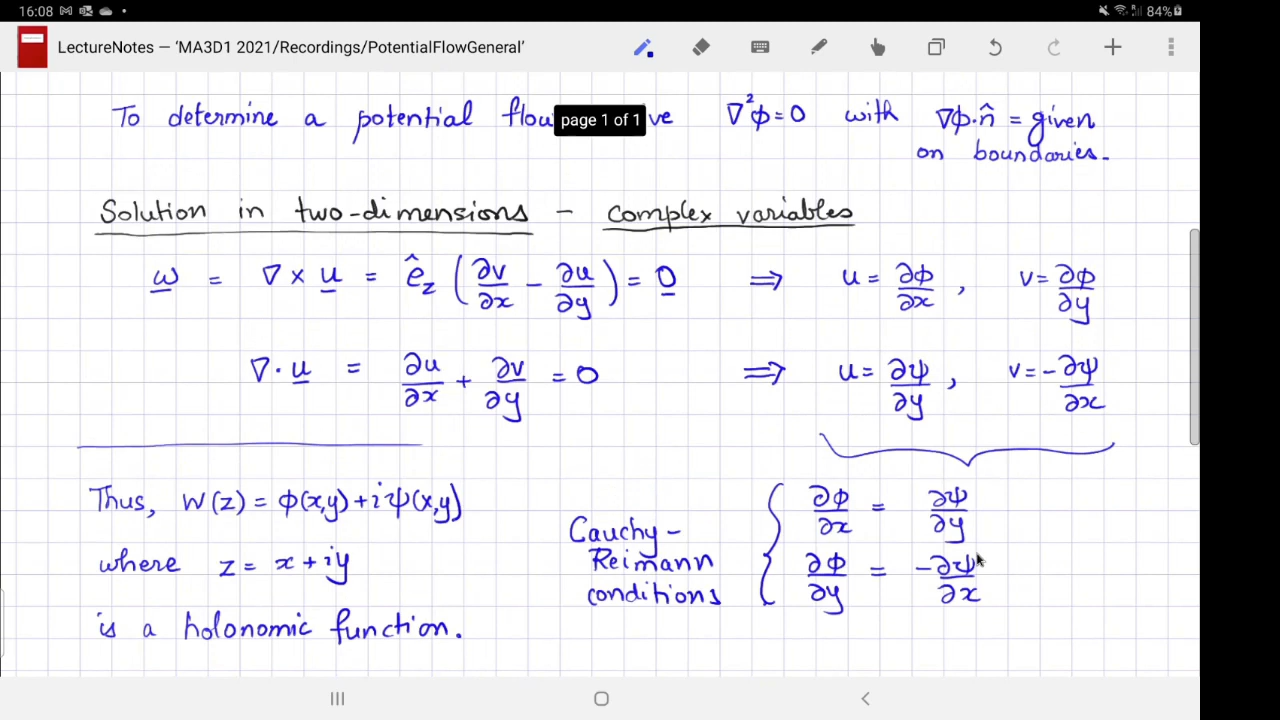 16:08 84%
LectureNotes — 'MA3D1 2021/Recordings/PotentialFlowGeneral'
To determine a potential flow page 1 of 1 ve ∇²ϕ=0 with ∇ϕ·n̂ = given
on boundaries.
Solution in two-dimensions – complex variables
ω = ∇ × u = ê_z (∂v/∂x − ∂u/∂y) = 0 ⟹ u = ∂ϕ/∂x , v = ∂ϕ/∂y
∇ · u = ∂u/∂x + ∂v/∂y = 0 ⟹ u = ∂ψ/∂y , v = −∂ψ/∂x
Thus, W(z) = ϕ(x,y) + iψ(x,y)
where z = x + iy
is a holonomic function.
Cauchy –
Reimann
conditions
{ ∂ϕ/∂x = ∂ψ/∂y
∂ϕ/∂y = −∂ψ/∂x